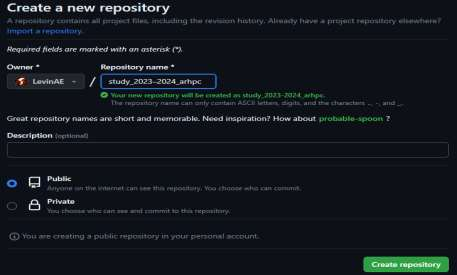 Create a new repository
A repository contains all project files, including the revision history. Already have a project repository elsewhere?
Import a repository.
Required fields are marked with an asterisk (*).
Owner * Repository name *
LevinAE / study_2023–2024_arhpc
Your new repository will be created as study_2023-2024_arhpc.
The repository name can only contain ASCII letters, digits, and the characters ., -, and _.
Great repository names are short and memorable. Need inspiration? How about probable-spoon ?
Description (optional)
Public
Anyone on the internet can see this repository. You choose who can commit.
Private
You choose who can see and commit to this repository.
You are creating a public repository in your personal account.
Create repository